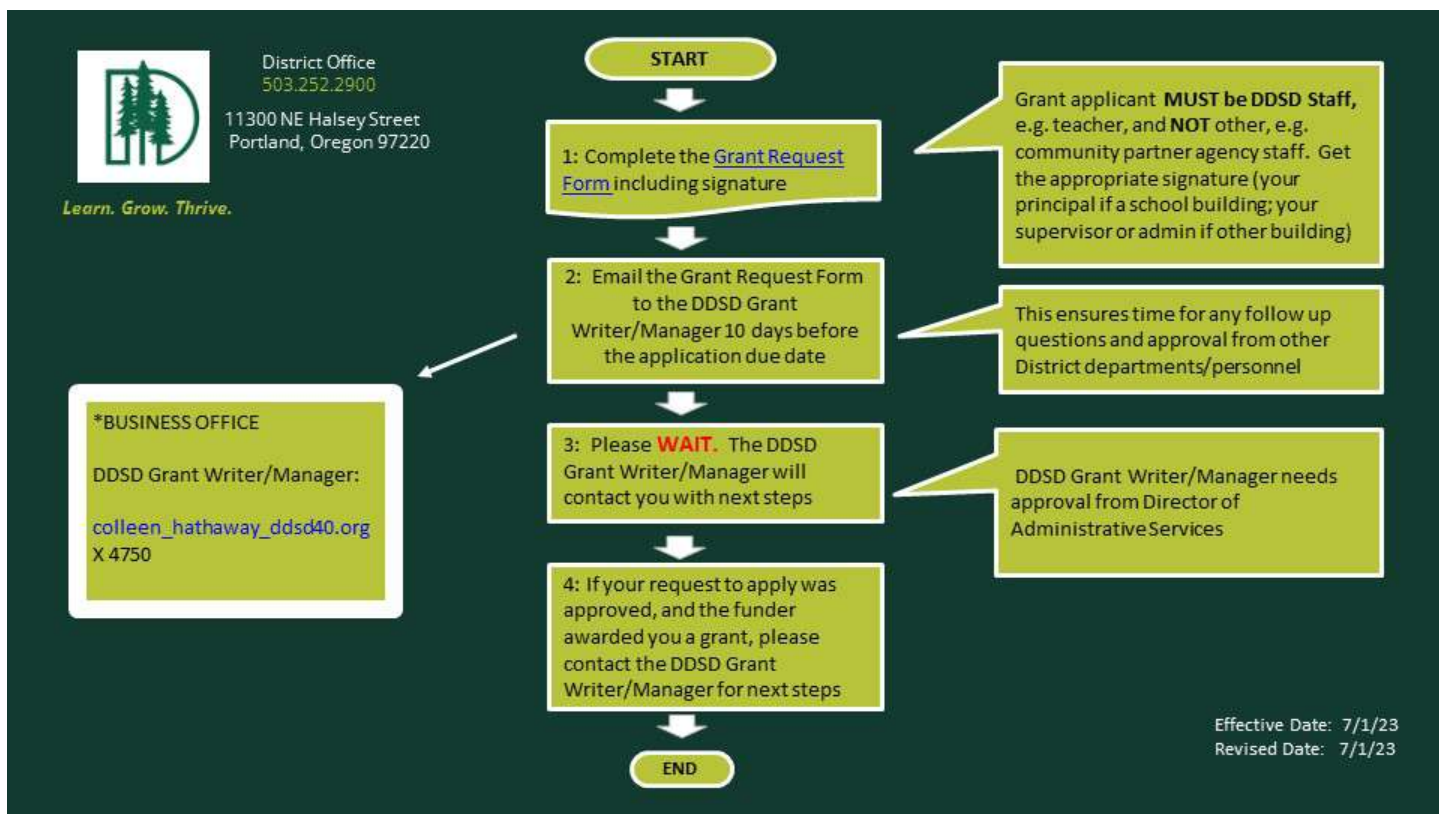 District Office
503.252.2900
11300 NE Halsey Street
Portland, Oregon 97220
Learn. Grow. Thrive.
START
1: Complete the Grant Request
Form including signature
Grant applicant MUST be DDSD Staff,
e.g. teacher, and NOT other, e.g.
community partner agency staff. Get
the appropriate signature (your
principal if a school building; your
supervisor or admin if other building)
2: Email the Grant Request Form
to the DDSD Grant
Writer/Manager 10 days before
the application due date
This ensures time for any follow up
questions and approval from other
District departments/personnel
*BUSINESS OFFICE
DDSD Grant Writer/Manager:
colleen_hathaway_ddsd40.org
X 4750
3: Please WAIT. The DDSD
Grant Writer/Manager will
contact you with next steps
DDSD Grant Writer/Manager needs
approval from Director of
Administrative Services
4: If your request to apply was
approved, and the funder
awarded you a grant, please
contact the DDSD Grant
Writer/Manager for next steps
END
Effective Date: 7/1/23
Revised Date: 7/1/23